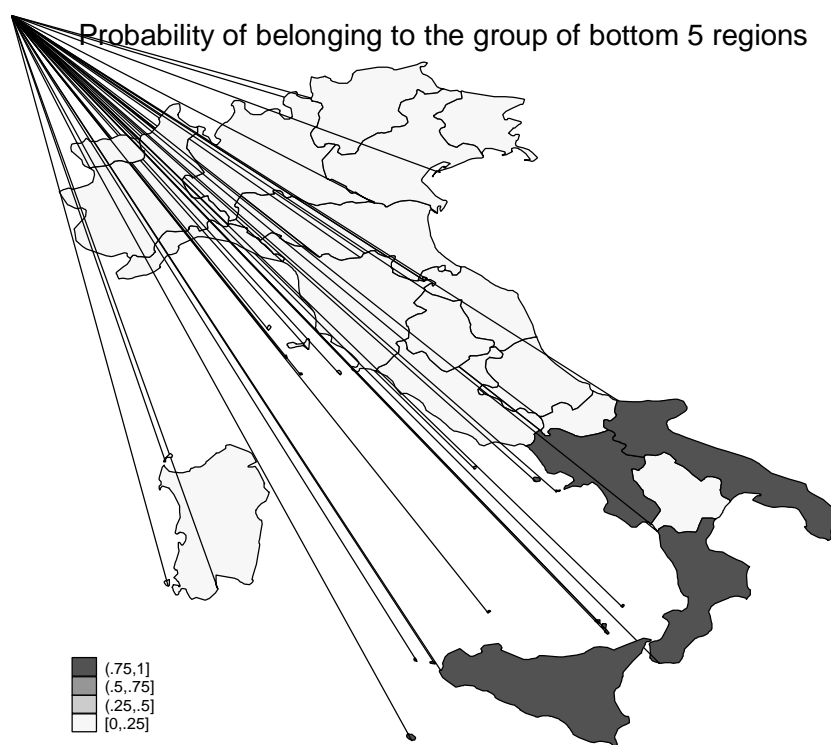 Probability of belonging to the group of bottom 5 regions
(.75,1]
(.5,.75]
(.25,.5]
[0,.25]